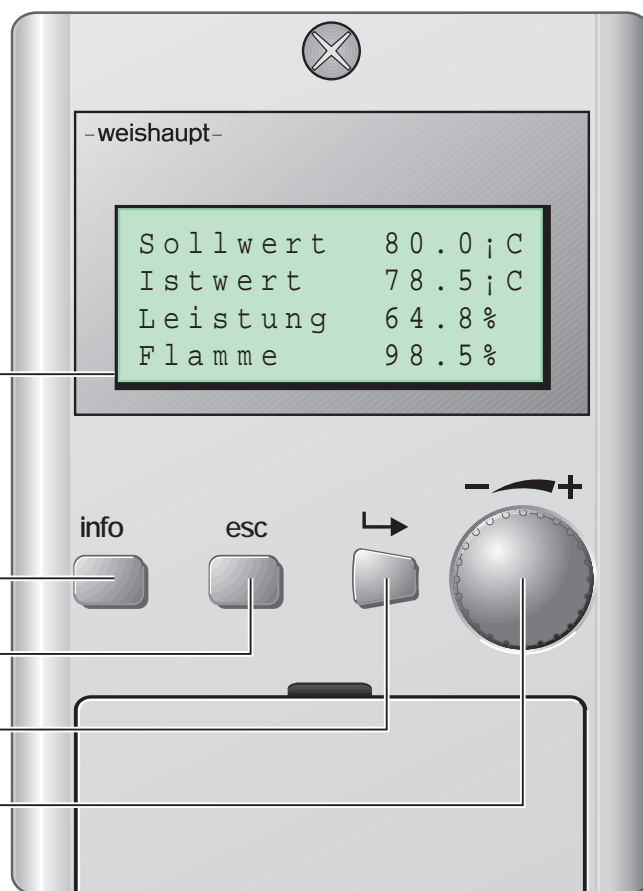 -weishaupt-
Sollwert 80.0¡C
Istwert 78.5¡C
Leistung 64.8%
Flamme 98.5%
- +
info esc